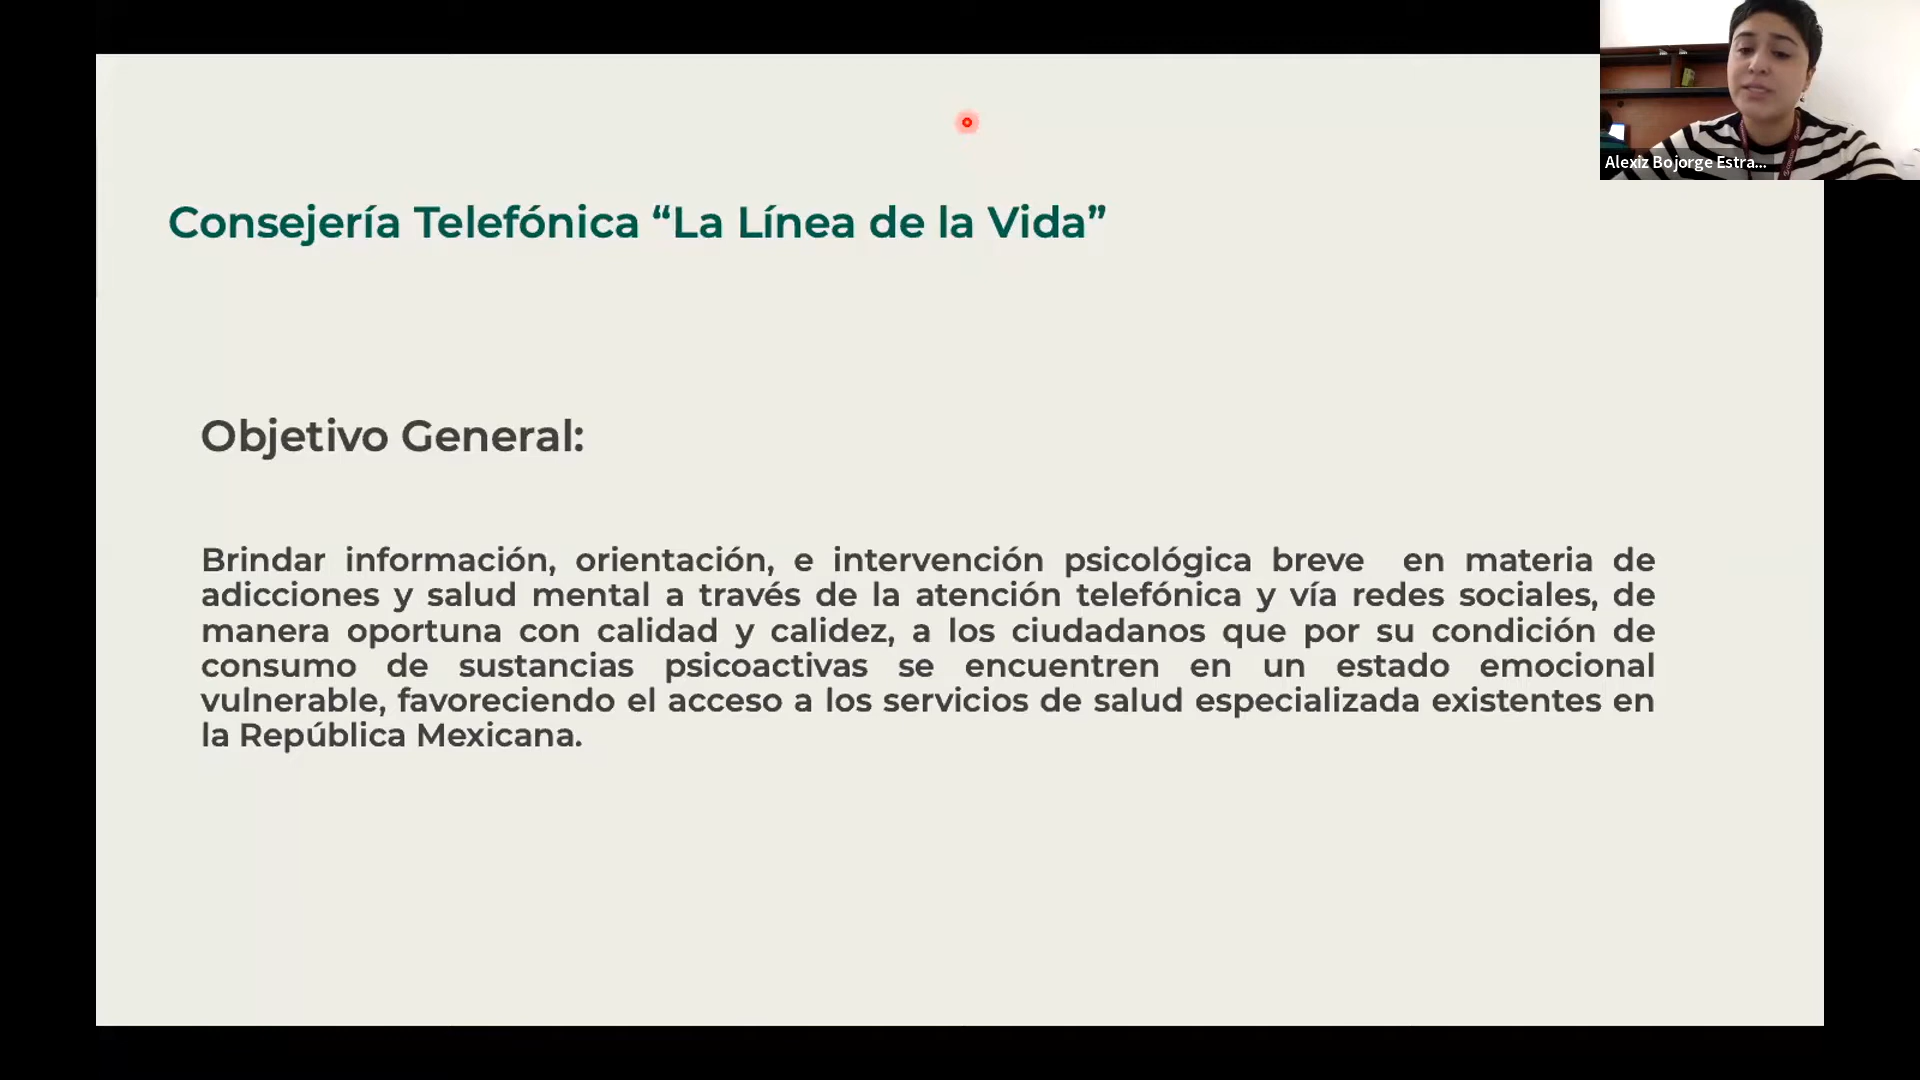 Alexiz Bojorge Estra...
Consejería Telefónica “La Línea de la Vida”
Objetivo General:
Brindar información, orientación, e intervención psicológica breve en materia de
adicciones y salud mental a través de la atención telefónica y vía redes sociales, de
manera oportuna con calidad y calidez, a los ciudadanos que por su condición de
consumo de sustancias psicoactivas se encuentren en un estado emocional
vulnerable, favoreciendo el acceso a los servicios de salud especializada existentes en
la República Mexicana.